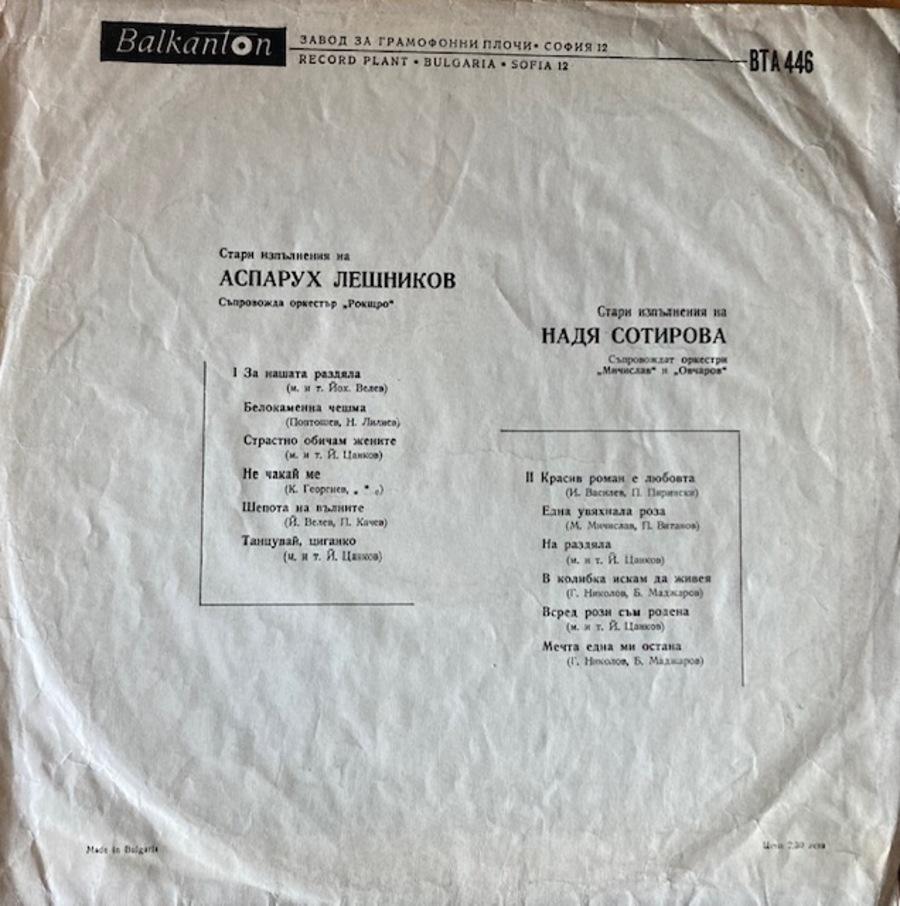 Balkanton
ЗАВОД ЗА ГРАМОФОННИ ПЛОЧИ • СОФИЯ 12
RECORD PLANT • BULGARIA • SOFIA 12
ВТА 446
Стари изпълнения на
АСПАРУХ ЛЕШНИКОВ
Съпровожда оркестър „Рокщро“
I За нашата раздяла
(м. и т. Йох. Велев)
Белокаменна чешма
(Поптошев, Н. Лилиев)
Страстно обичам жените
(м. и т. Й. Цанков)
Не чакай ме
(К. Георгиев,
Шепота на вълните
(Й. Велев, П. Качев)
Танцувай, циганко
(м. и т. Й. Цанков)
Стари изпълнения на
НАДЯ СОТИРОВА
Съпровождат оркестри
„Мичислав“ и „Овчаров“
II Красив роман е любовта
(И. Василев, П. Пирински)
Една увяхнала роза
(М. Мичислав, П. Витанов)
На раздяла
(м. и т. Й. Цанков)
В колибка искам да живея
(Г. Николов, Б. Маджаров)
Всред рози съм родена
(м. и т. Й. Цанков)
Мечта една ми остана
(Г. Николов, Б. Маджаров)
Made in Bulgaria
Цена лева